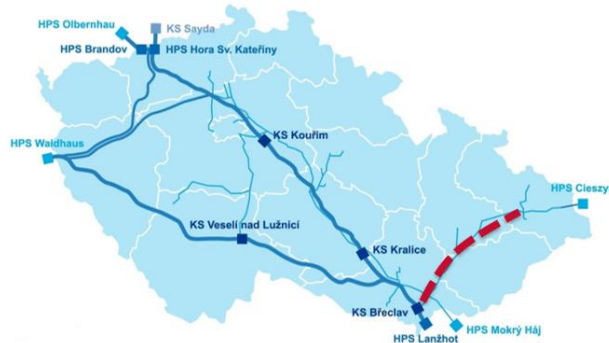 HPS Olbernhau
KS Sayda
HPS Brandov
HPS Hora Sv. Kateřiny
KS Kouřim
HPS Waidhaus
HPS Cieszy
KS Veselí nad Lužnicí
KS Kralice
KS Břeclav
HPS Mokrý Háj
HPS Lanžhot